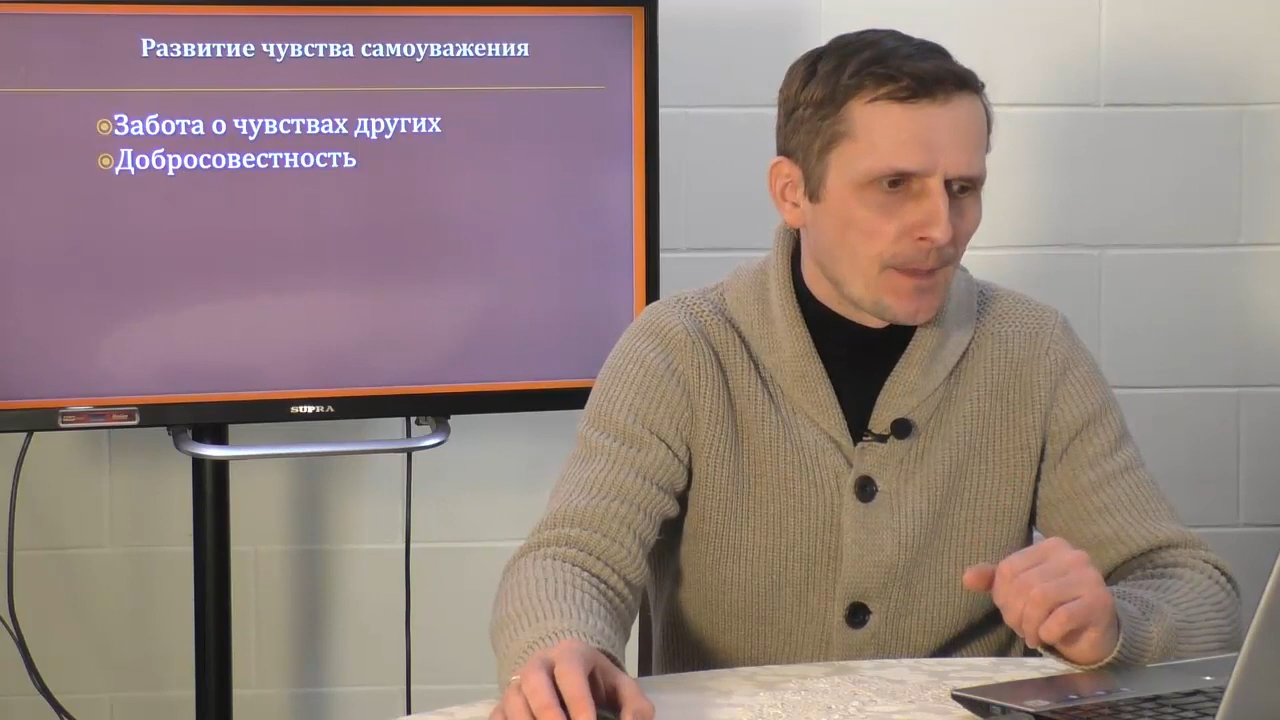 Развитие чувства самоуважения
Забота о чувствах других
Добросовестность
SUPRA